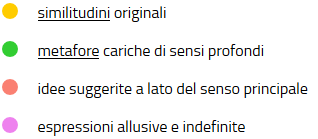 similitudini originali
metafore cariche di sensi profondi
idee suggerite a lato del senso principale
espressioni allusive e indefinite